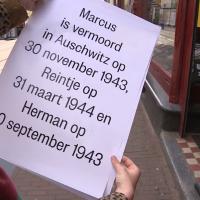 Marcus
is vermoord
in Auschwitz op
30 november 1943,
Reintje op
31 maart 1944 en
Herman op
0 september 1943